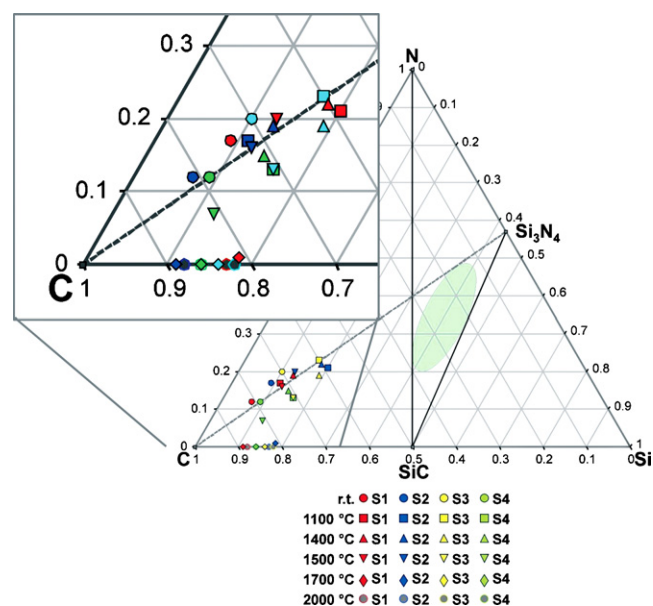 0.3
0.2
0.1
0
C
1
0.9
0.8
0.7
N
1
0
0.1
0.2
0.3
0.4
Si3N4
0.5
0.6
0.7
0.8
0.9
1
0.3
0.2
0.1
0
C
1
0.9
0.8
0.7
0.6
0.5
0.4
0.3
0.2
0.1
0.0
SiC
Si
r.t. S1 S2 S3 S4
1100 °C S1 S2 S3 S4
1400 °C S1 S2 S3 S4
1500 °C S1 S2 S3 S4
1700 °C S1 S2 S3 S4
2000 °C S1 S2 S3 S4